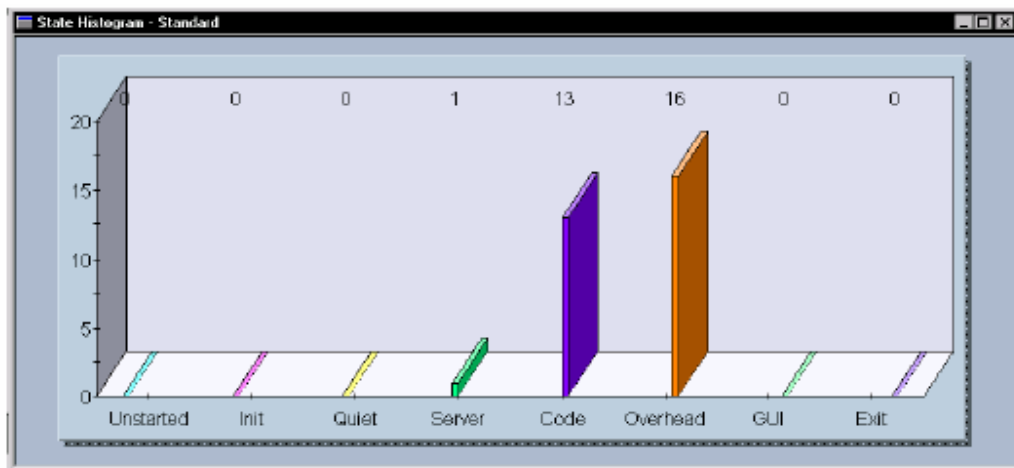 State Histogram - Standard
0 0 0 1 13 16 0 0
20
15
10
5
0
Unstarted Init Quiet Server Code Overhead GUI Exit